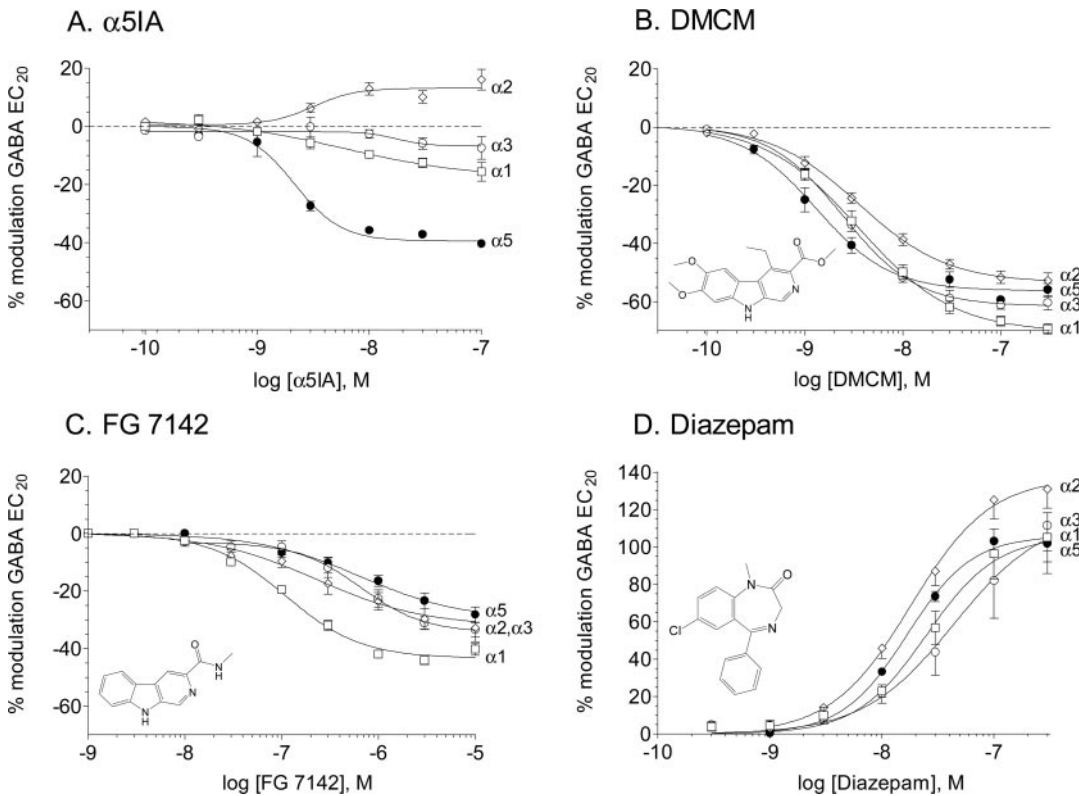 A. α5IA
% modulation GABA EC20
20
0
-20
-40
-60
α2
α3
α1
α5
-10
-9
-8
-7
log [α5IA], M
B. DMCM
% modulation GABA EC20
20
0
-20
-40
-60
O
O
O
O
N
N
H
α2
α5
α3
α1
-10
-9
-8
-7
log [DMCM], M
C. FG 7142
% modulation GABA EC20
20
0
-20
-40
-60
O
N
H
N
N
H
α5
α2,α3
α1
-9
-8
-7
-6
-5
log [FG 7142], M
D. Diazepam
% modulation GABA EC20
140
120
100
80
60
40
20
0
N
O
Cl
N
α2
α3
α1
α5
-10
-9
-8
-7
log [Diazepam], M